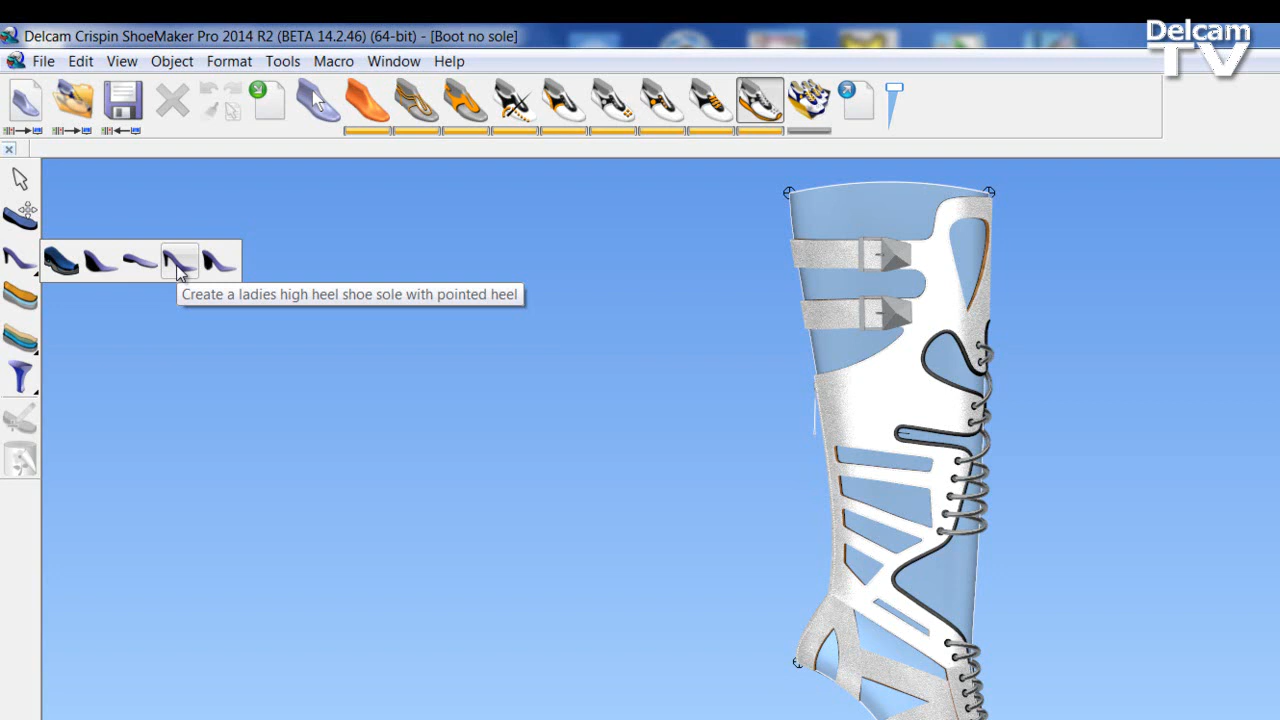 Delcam Crispin ShoeMaker Pro 2014 R2 (BETA 14.2.46) (64-bit) - [Boot no sole]
Delcam
TV
File Edit View Object Format Tools Macro Window Help
Create a ladies high heel shoe sole with pointed heel